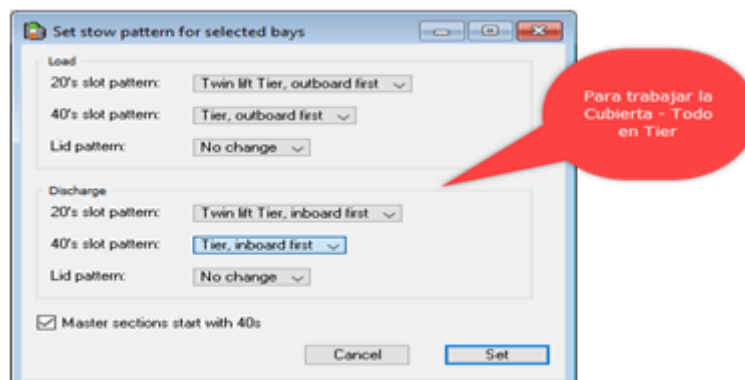 Set stow pattern for selected bays
Load
20's slot pattern: Twin lift Tier, outboard first
40's slot pattern: Tier, outboard first
Lid pattern: No change
Para trabajar la
Cubierta - Todo
en Tier
Discharge
20's slot pattern: Twin lift Tier, inboard first
40's slot pattern: Tier, inboard first
Lid pattern: No change
Master sections start with 40s
Cancel Set